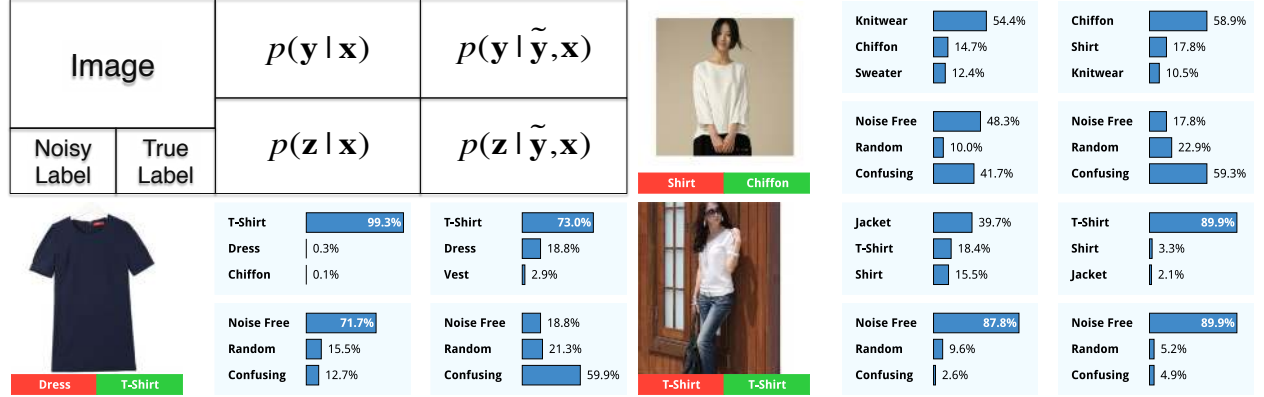 Image
p(y | x)
p(y | ỹ,x)
Noisy Label
True Label
p(z | x)
p(z | ỹ,x)
Shirt
Chiffon
Knitwear 54.4%
Chiffon 14.7%
Sweater 12.4%
Chiffon 58.9%
Shirt 17.8%
Knitwear 10.5%
Noise Free 48.3%
Random 10.0%
Confusing 41.7%
Noise Free 17.8%
Random 22.9%
Confusing 59.3%
Dress
T-Shirt
T-Shirt 99.3%
Dress 0.3%
Chiffon 0.1%
T-Shirt 73.0%
Dress 18.8%
Vest 2.9%
Noise Free 71.7%
Random 15.5%
Confusing 12.7%
Noise Free 18.8%
Random 21.3%
Confusing 59.9%
T-Shirt
T-Shirt
Jacket 39.7%
T-Shirt 18.4%
Shirt 15.5%
T-Shirt 89.9%
Shirt 3.3%
Jacket 2.1%
Noise Free 87.8%
Random 9.6%
Confusing 2.6%
Noise Free 89.9%
Random 5.2%
Confusing 4.9%